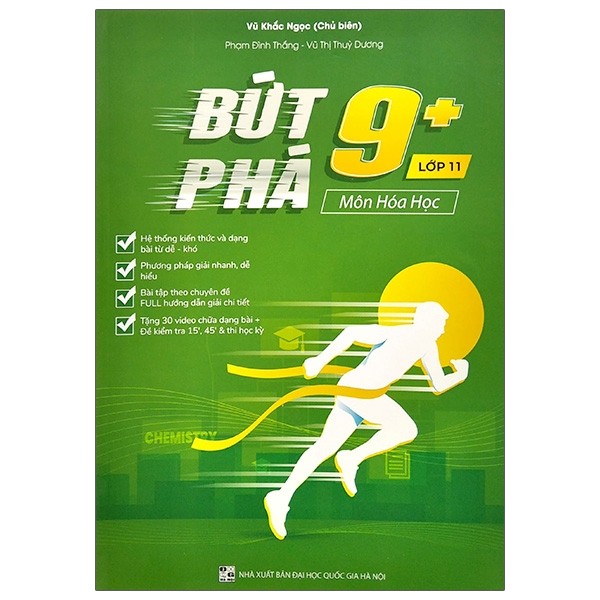 Vũ Khắc Ngọc (Chủ biên)
Phạm Đình Thắng - Vũ Thị Thuỳ Dương
BÚT
PHÁ
9+
LỚP 11
Môn Hóa Học
Hệ thống kiến thức và dạng
bài từ dễ - khó
Phương pháp giải nhanh, dễ
hiểu
Bài tập theo chuyên đề
FULL hướng dẫn giải chi tiết
Tặng 30 video chữa dạng bài +
Đề kiểm tra 15', 45' & thi học kỳ
CHEMISTRY
NHÀ XUẤT BẢN ĐẠI HỌC QUỐC GIA HÀ NỘI